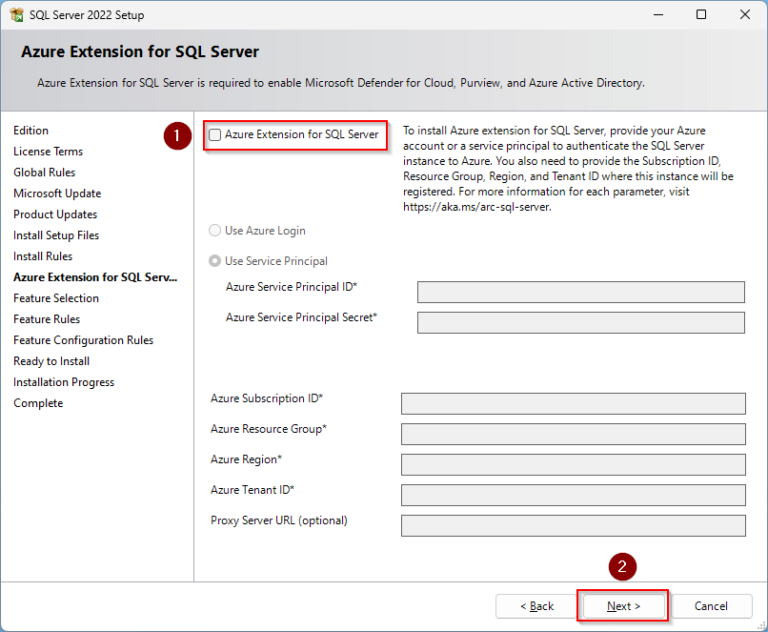 SQL Server 2022 Setup
Azure Extension for SQL Server
Azure Extension for SQL Server is required to enable Microsoft Defender for Cloud, Purview, and Azure Active Directory.
Edition
License Terms
Global Rules
Microsoft Update
Product Updates
Install Setup Files
Install Rules
Azure Extension for SQL Serv...
Feature Selection
Feature Rules
Feature Configuration Rules
Ready to Install
Installation Progress
Complete
1
Azure Extension for SQL Server
To install Azure extension for SQL Server, provide your Azure
account or a service principal to authenticate the SQL Server
instance to Azure. You also need to provide the Subscription ID,
Resource Group, Region, and Tenant ID where this instance will be
registered. For more information for each parameter, visit
https://aka.ms/arc-sql-server.
Use Azure Login
Use Service Principal
Azure Service Principal ID*
Azure Service Principal Secret*
Azure Subscription ID*
Azure Resource Group*
Azure Region*
Azure Tenant ID*
Proxy Server URL (optional)
2
< Back
Next >
Cancel